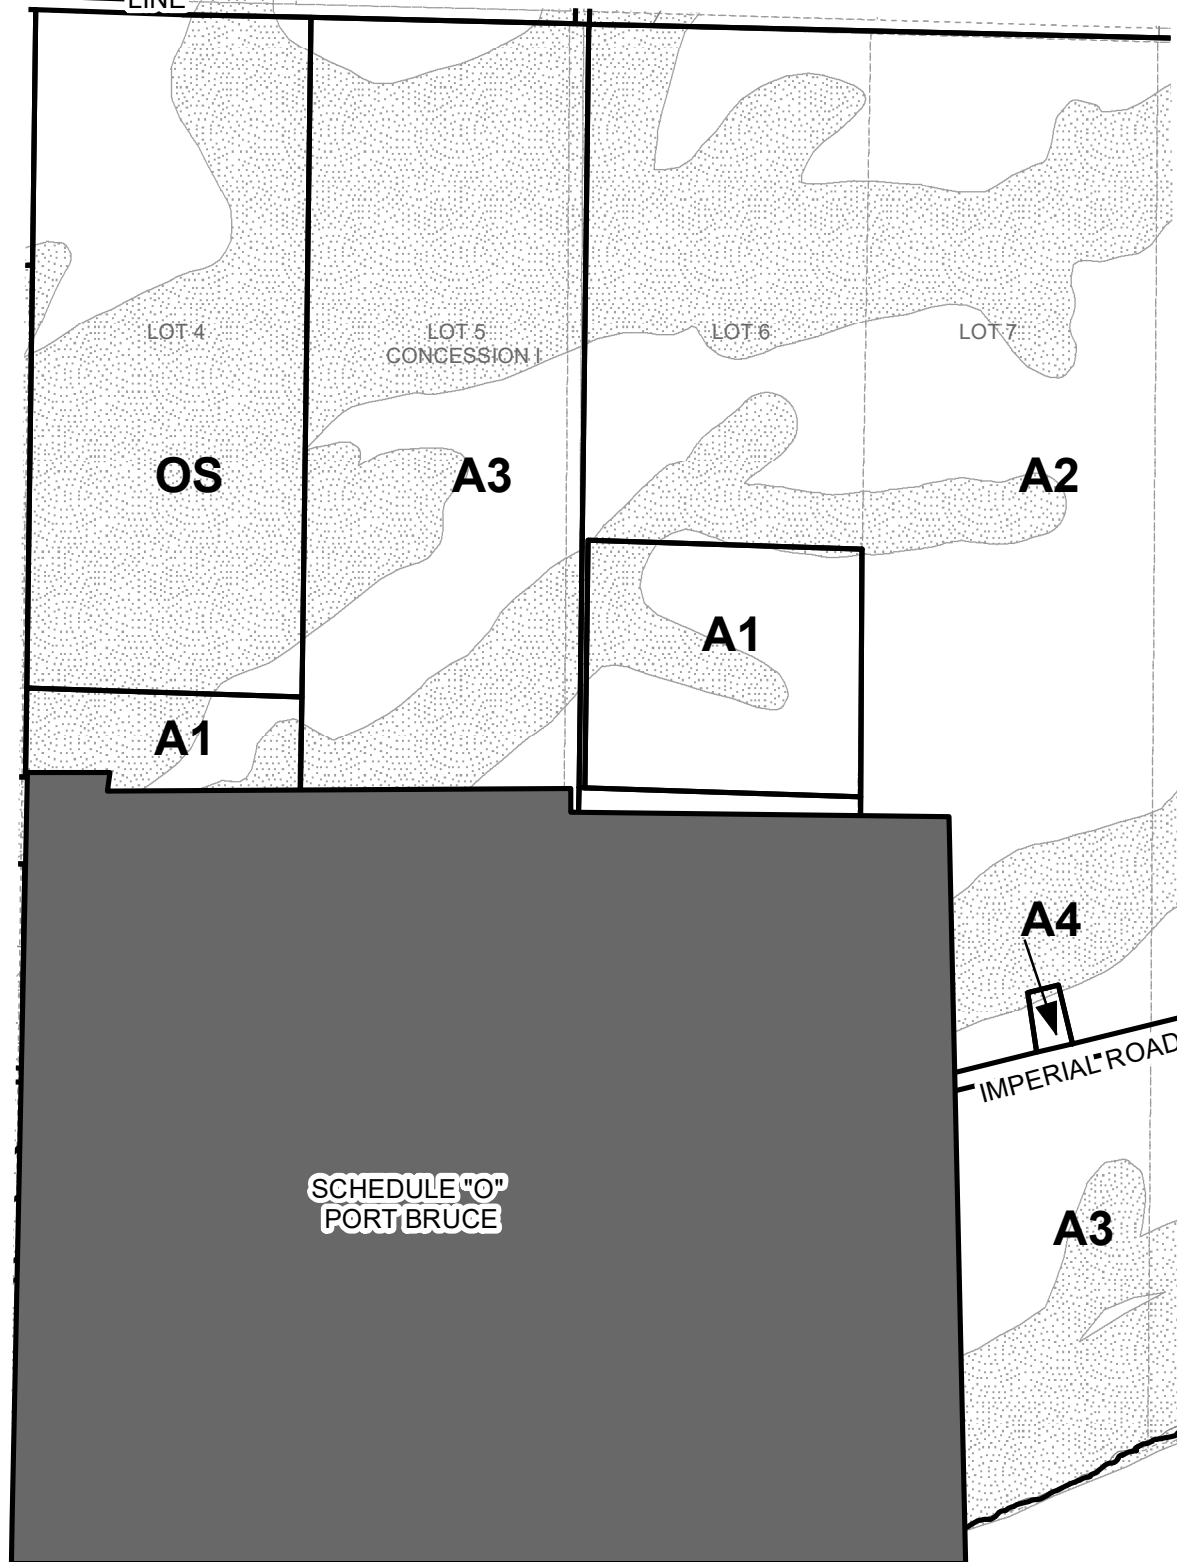 LINE
LOT 4
LOT 5
CONCESSION I
LOT 6
LOT 7
OS
A3
A2
A1
A1
A4
IMPERIAL ROAD
SCHEDULE "O"
PORT BRUCE
A3